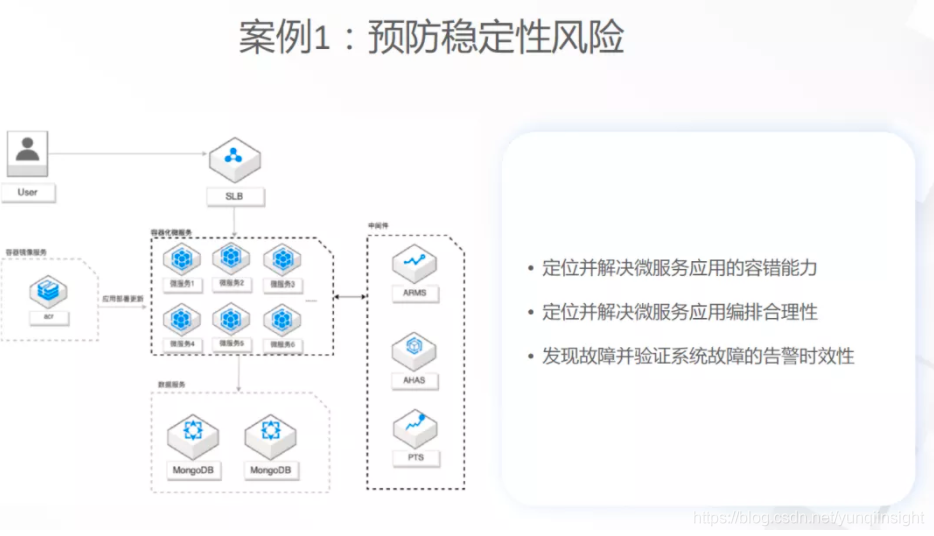 案例1：预防稳定性风险
User
SLB
容器化微服务
中间件
容器镜像服务
微服务1
微服务2
微服务3
ARMS
应用部署更新
微服务4
微服务5
微服务6
AHAS
数据服务
PTS
MongoDB
MongoDB
• 定位并解决微服务应用的容错能力
• 定位并解决微服务应用编排合理性
• 发现故障并验证系统故障的告警时效性
https://blog.csdn.net/yunqiinsight